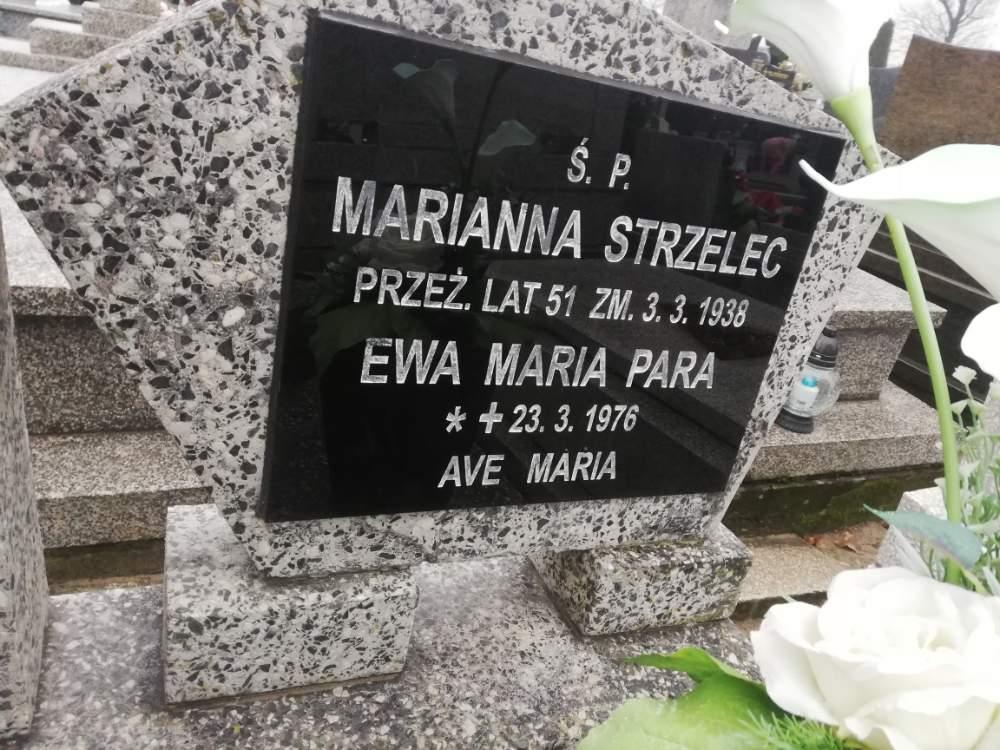 Ś. P.
MARIANNA STRZELEC
PRZEŻ. LAT 51 ZM. 3. 3. 1938
EWA MARIA PARA
* + 23. 3. 1976
AVE MARIA